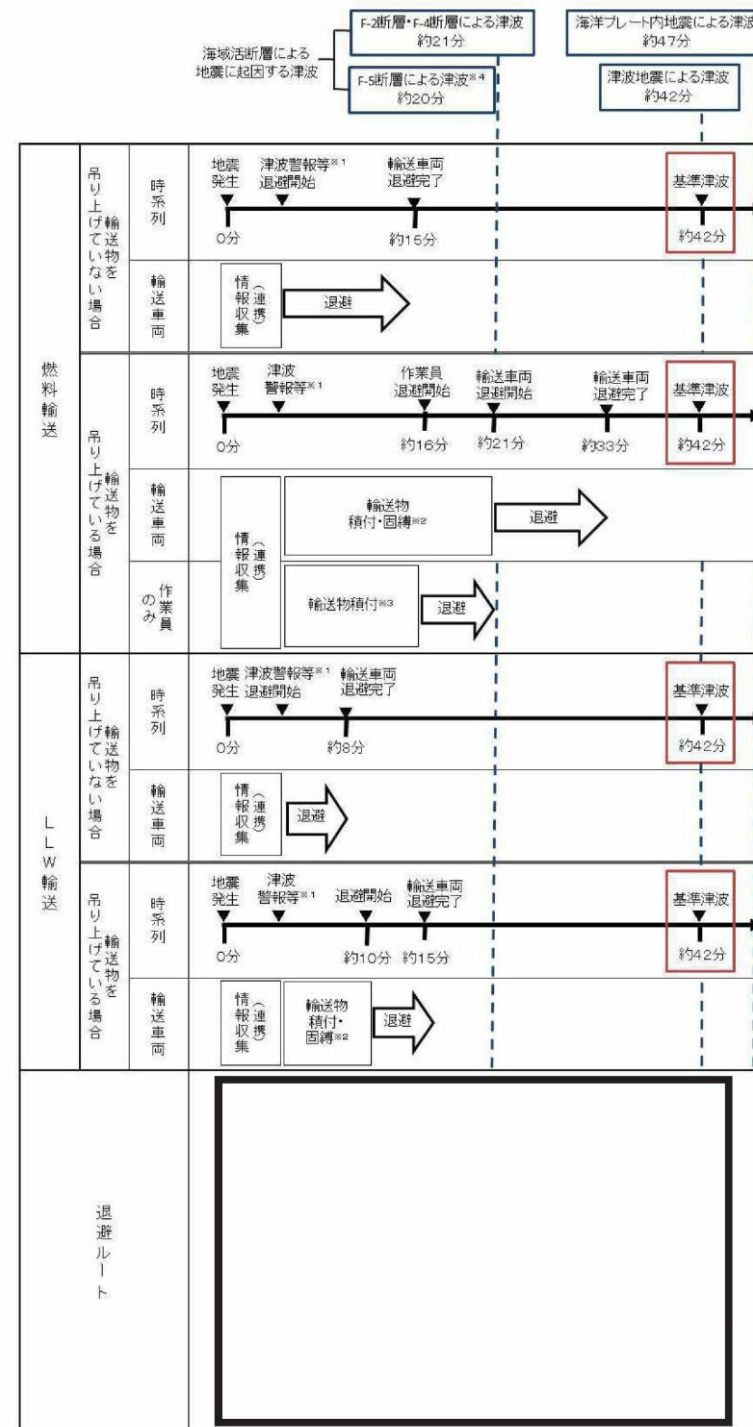 海域活断層による
地震に起因する津波
F-2断層・F-4断層による津波
約21分
F-5断層による津波※4
約20分
海洋プレート内地震による津波
約47分
津波地震による津波
約42分
燃料輸送
輸送物を
吊り上げていない場合
時系列
地震
発生
津波警報等※1
退避開始
輸送車両
退避完了
基準津波
0分
約15分
約42分
輸送車両
情報収集
(連携)
退避
輸送物を
吊り上げている場合
時系列
地震
発生
津波
警報等※1
作業員
退避開始
輸送車両
退避開始
輸送車両
退避完了
基準津波
0分
約16分
約21分
約33分
約42分
輸送車両
情報収集
(連携)
輸送物
積付・固縛※2
退避
作業員
のみ
輸送物積付※3
退避
LLW輸送
輸送物を
吊り上げていない場合
時系列
地震
発生
津波警報等※1
退避開始
輸送車両
退避完了
基準津波
0分
約8分
約42分
輸送車両
情報収集
(連携)
退避
輸送物を
吊り上げている場合
時系列
地震
発生
津波
警報等※1
退避開始
輸送車両
退避完了
基準津波
0分
約10分
約15分
約42分
輸送車両
情報収集
(連携)
輸送物
積付・
固縛※2
退避
退避ルート